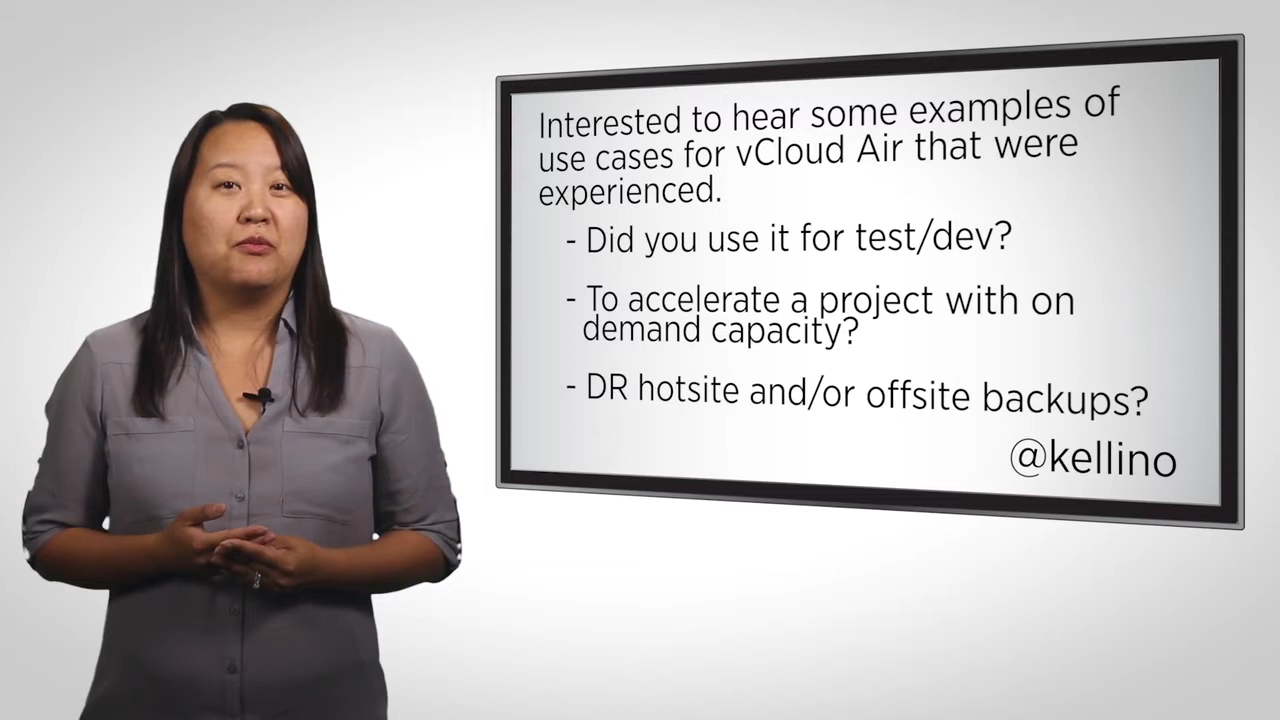 Interested to hear some examples of
use cases for vCloud Air that were
experienced.
- Did you use it for test/dev?
- To accelerate a project with on
demand capacity?
- DR hotsite and/or offsite backups?
@kellino